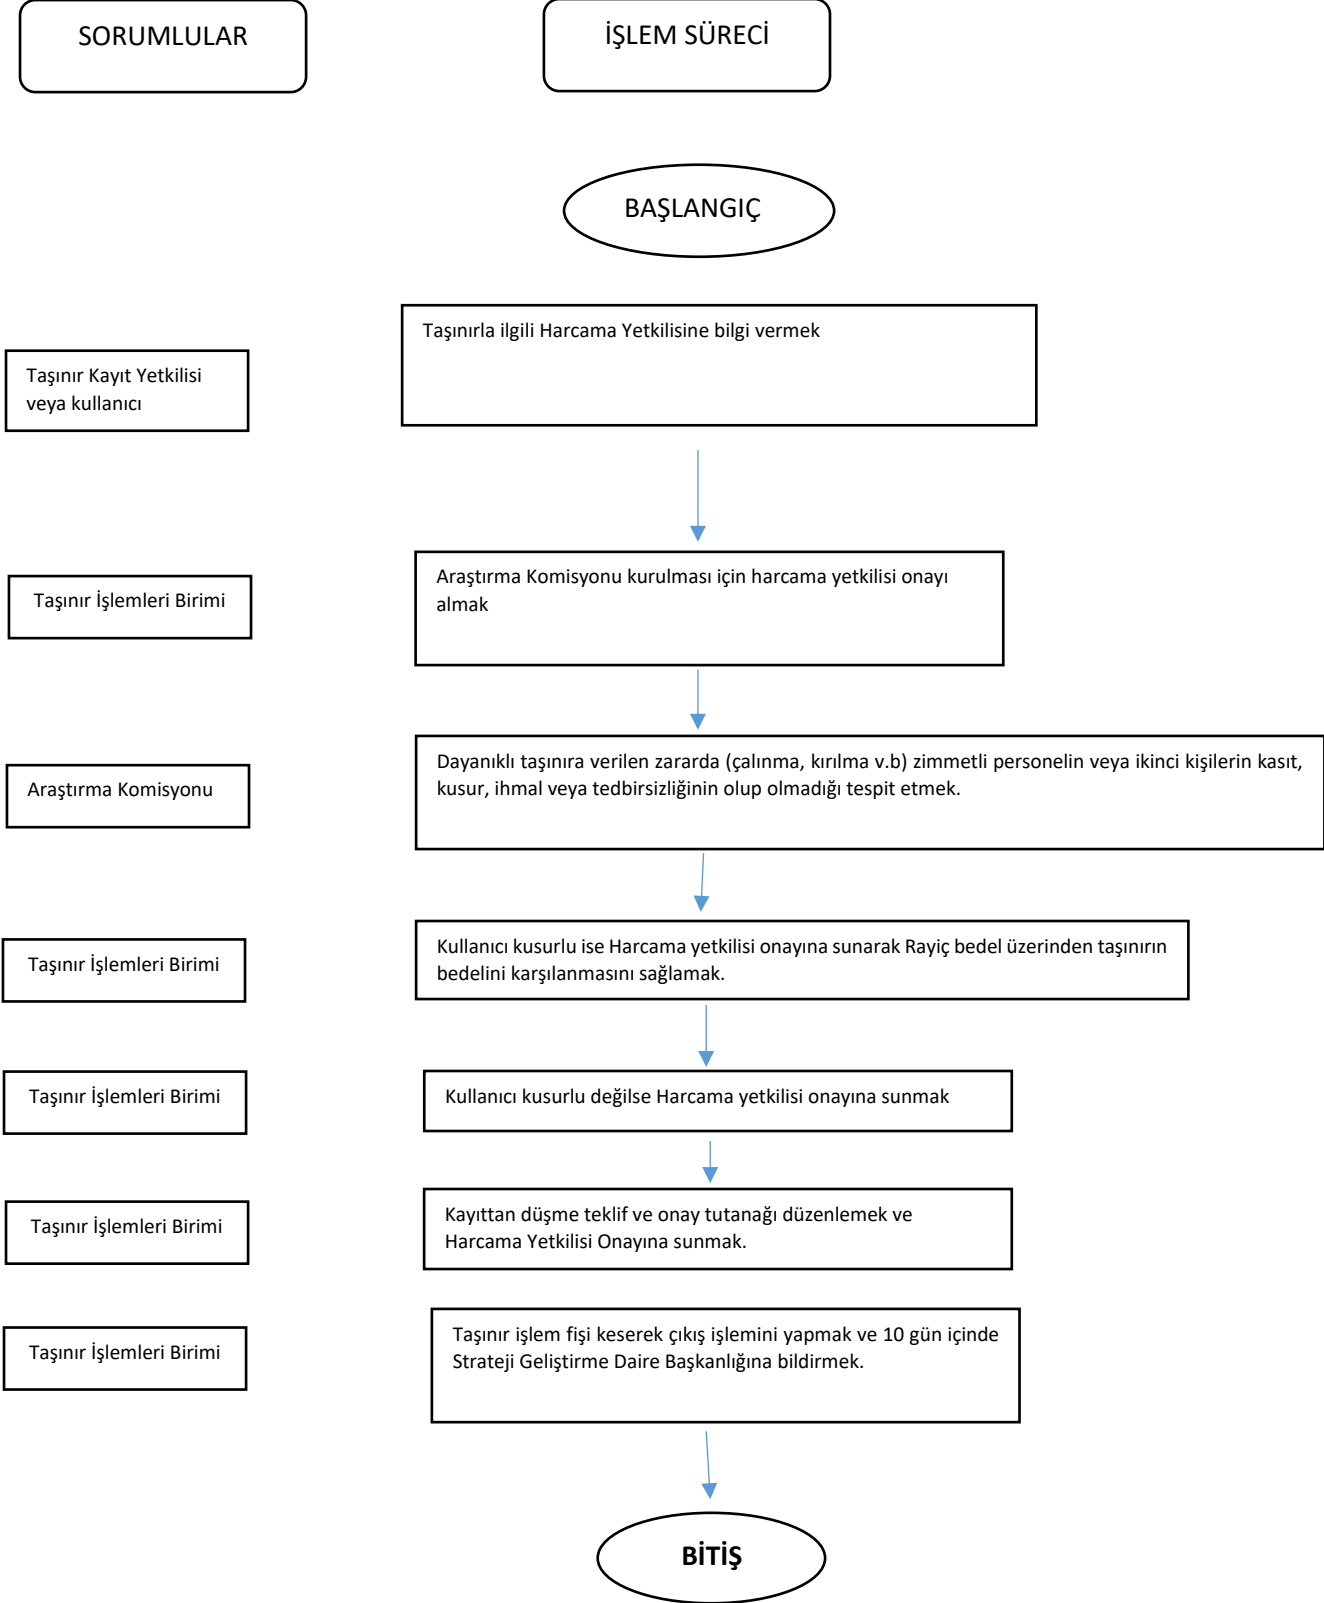 SORUMLULAR
İŞLEM SÜRECİ
BAŞLANGIÇ
Taşınır Kayıt Yetkilisi
veya kullanıcı
Taşınırla ilgili Harcama Yetkilisine bilgi vermek
Taşınır İşlemleri Birimi
Araştırma Komisyonu kurulması için harcama yetkilisi onayı
almak
Araştırma Komisyonu
Dayanıklı taşınıra verilen zararda (çalınma, kırılma v.b) zimmetli personelin veya ikinci kişilerin kasıt,
kusur, ihmal veya tedbirsizliğinin olup olmadığı tespit etmek.
Taşınır İşlemleri Birimi
Kullanıcı kusurlu ise Harcama yetkilisi onayına sunarak Rayiç bedel üzerinden taşınırın
bedelini karşılanmasını sağlamak.
Taşınır İşlemleri Birimi
Kullanıcı kusurlu değilse Harcama yetkilisi onayına sunmak
Taşınır İşlemleri Birimi
Kayıttan düşme teklif ve onay tutanağı düzenlemek ve
Harcama Yetkilisi Onayına sunmak.
Taşınır İşlemleri Birimi
Taşınır işlem fişi keserek çıkış işlemini yapmak ve 10 gün içinde
Strateji Geliştirme Daire Başkanlığına bildirmek.
BİTİŞ